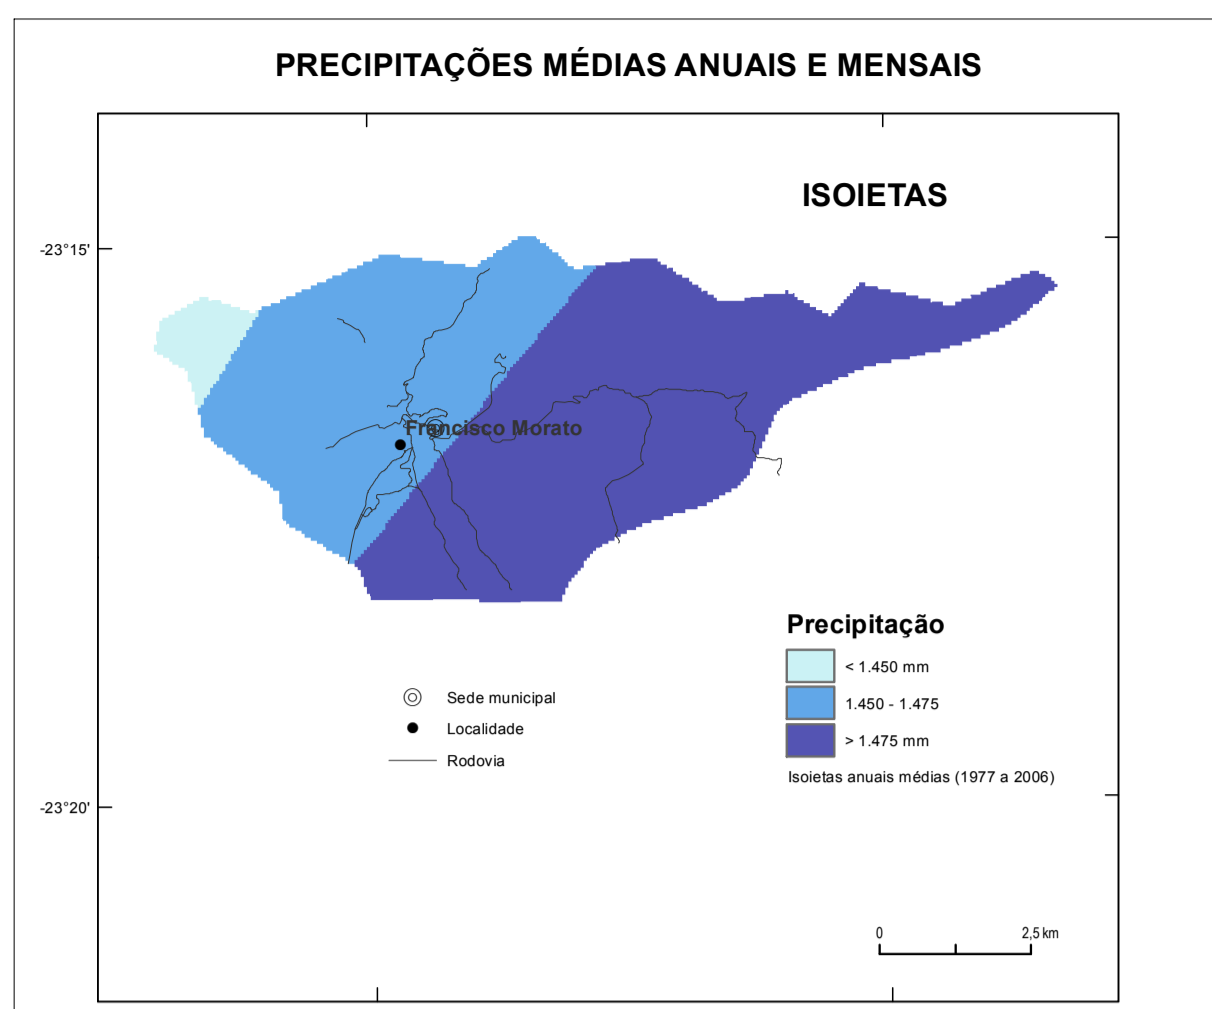 PRECIPITAÇÕES MÉDIAS ANUAIS E MENSAIS
ISOIETAS
-23°15'
Francisco Morato
Precipitação
< 1.450 mm
1.450 - 1.475
> 1.475 mm
Isoietas anuais médias (1977 a 2006)
Sede municipal
Localidade
Rodovia
-23°20'
0 2,5 km